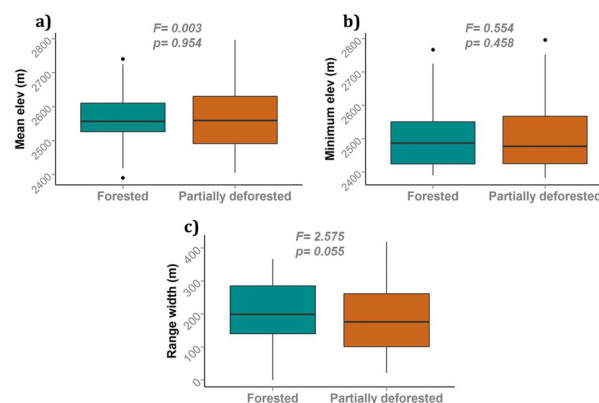 a)
F= 0.003
p= 0.954
Mean elev (m)
2800
2700
2600
2500
2400
Forested
Partially deforested
b)
F= 0.554
p= 0.458
Minimum elev (m)
2800
2700
2600
2500
2400
Forested
Partially deforested
c)
F= 2.575
p= 0.055
Range width (m)
400
300
200
100
0
Forested
Partially deforested